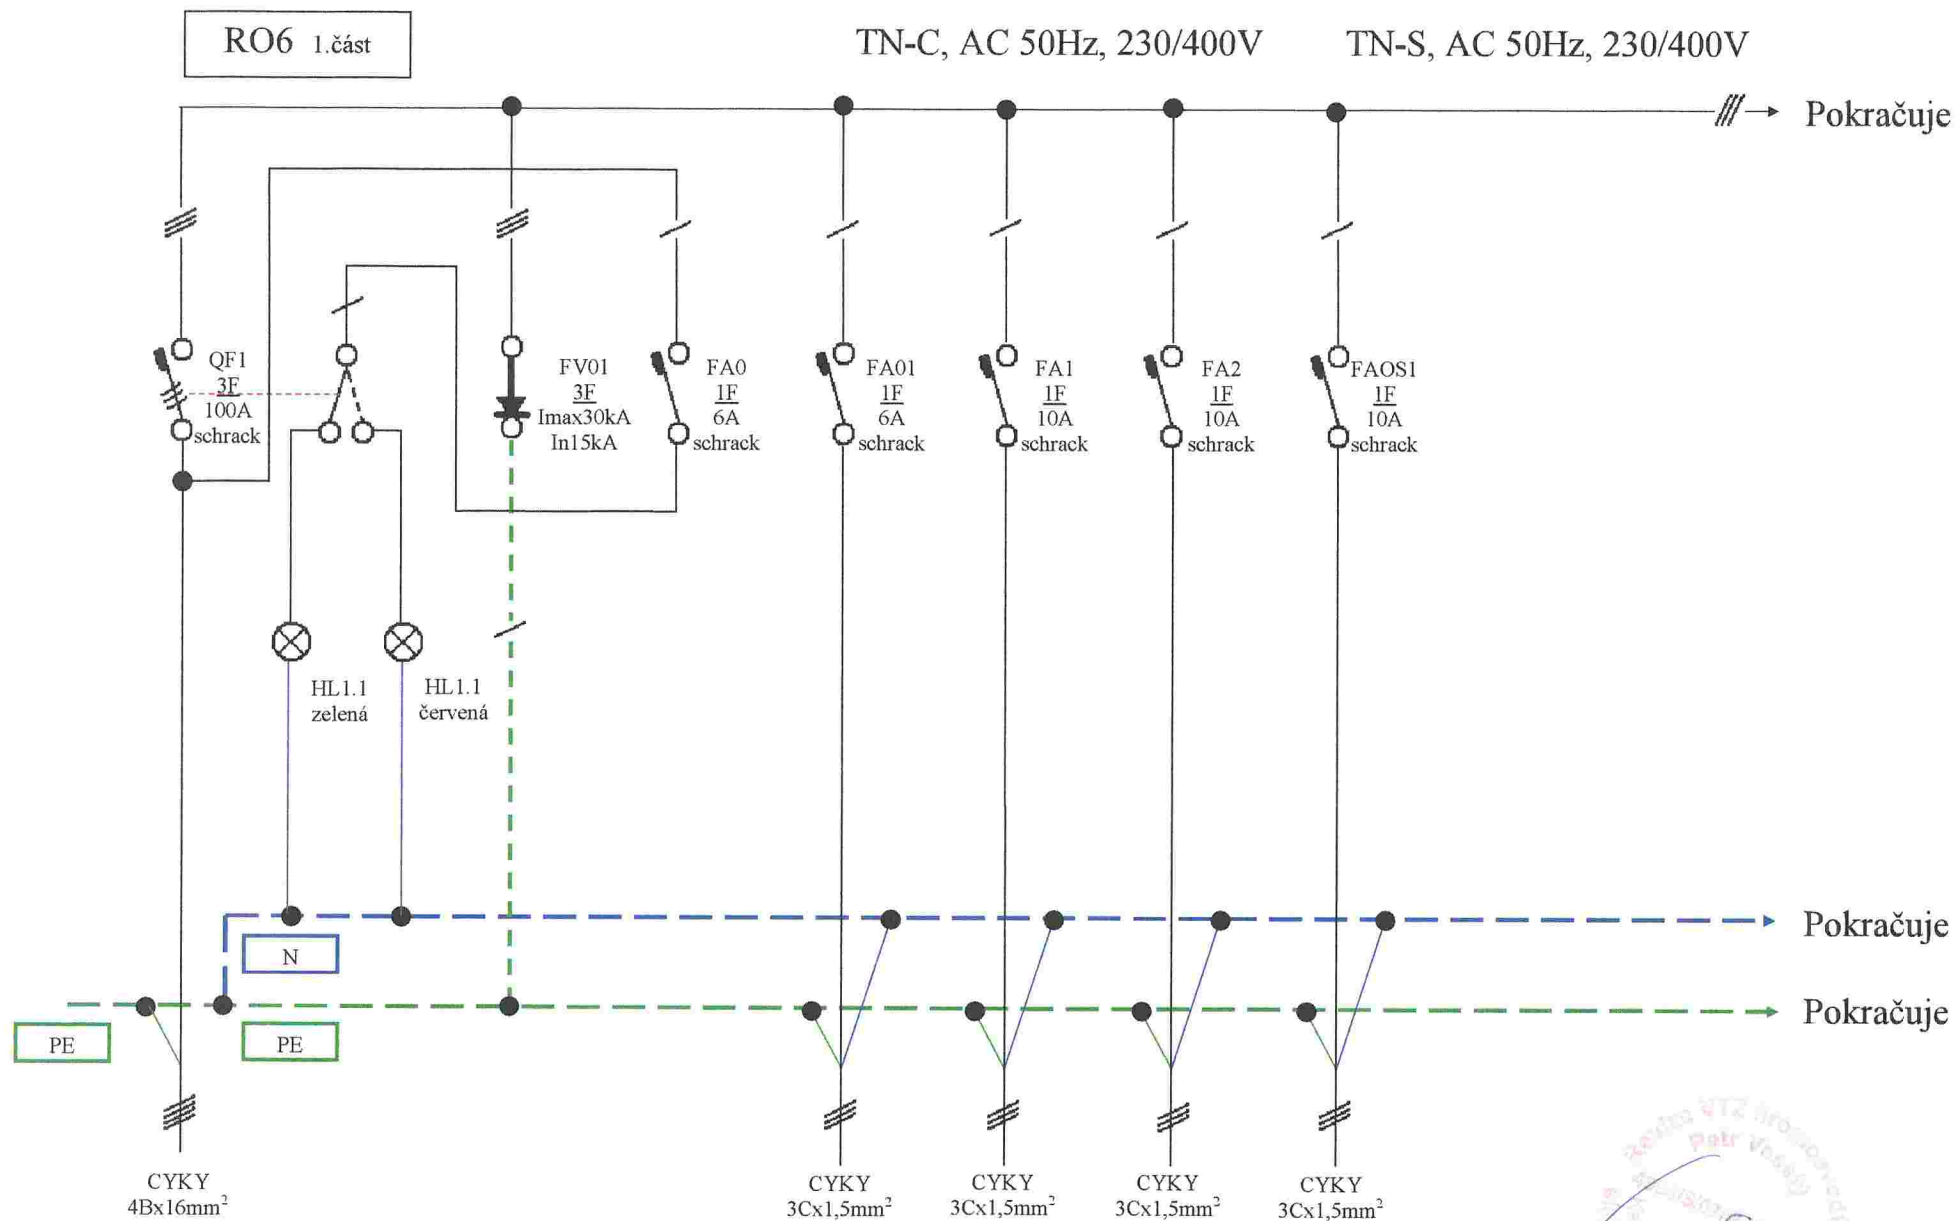 RO6 1.část
TN-C, AC 50Hz, 230/400V
TN-S, AC 50Hz, 230/400V
Pokračuje
QF1
3F
100A
schrack
FV01
3F
Imax30kA
In15kA
FA0
1F
6A
schrack
FA01
1F
6A
schrack
FA1
1F
10A
schrack
FA2
1F
10A
schrack
FAOS1
1F
10A
schrack
HL1.1
zelená
HL1.1
červená
Pokračuje
N
Pokračuje
PE
PE
CYKY
4Bx16mm²
CYKY
3Cx1,5mm²
CYKY
3Cx1,5mm²
CYKY
3Cx1,5mm²
CYKY
3Cx1,5mm²
Petr